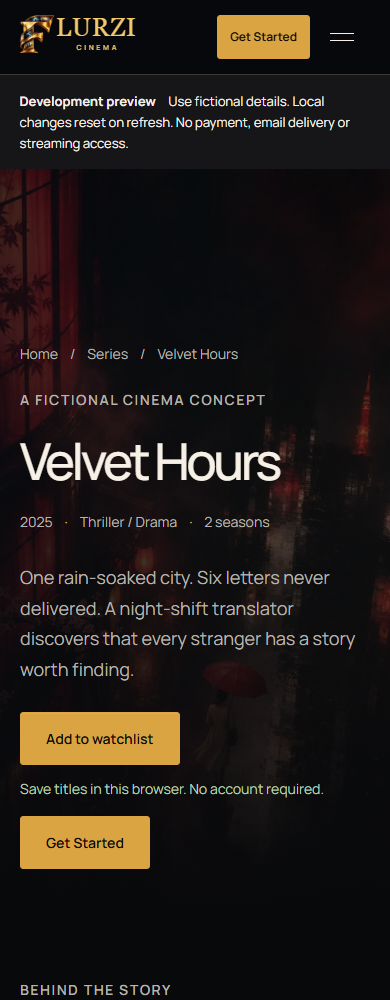 FLURZI
CINEMA
Get Started
Development preview Use fictional details. Local
changes reset on refresh. No payment, email delivery or
streaming access.
Home / Series / Velvet Hours
A FICTIONAL CINEMA CONCEPT
Velvet Hours
2025 · Thriller / Drama · 2 seasons
One rain-soaked city. Six letters never
delivered. A night-shift translator
discovers that every stranger has a story
worth finding.
Add to watchlist
Save titles in this browser. No account required.
Get Started
BEHIND THE STORY